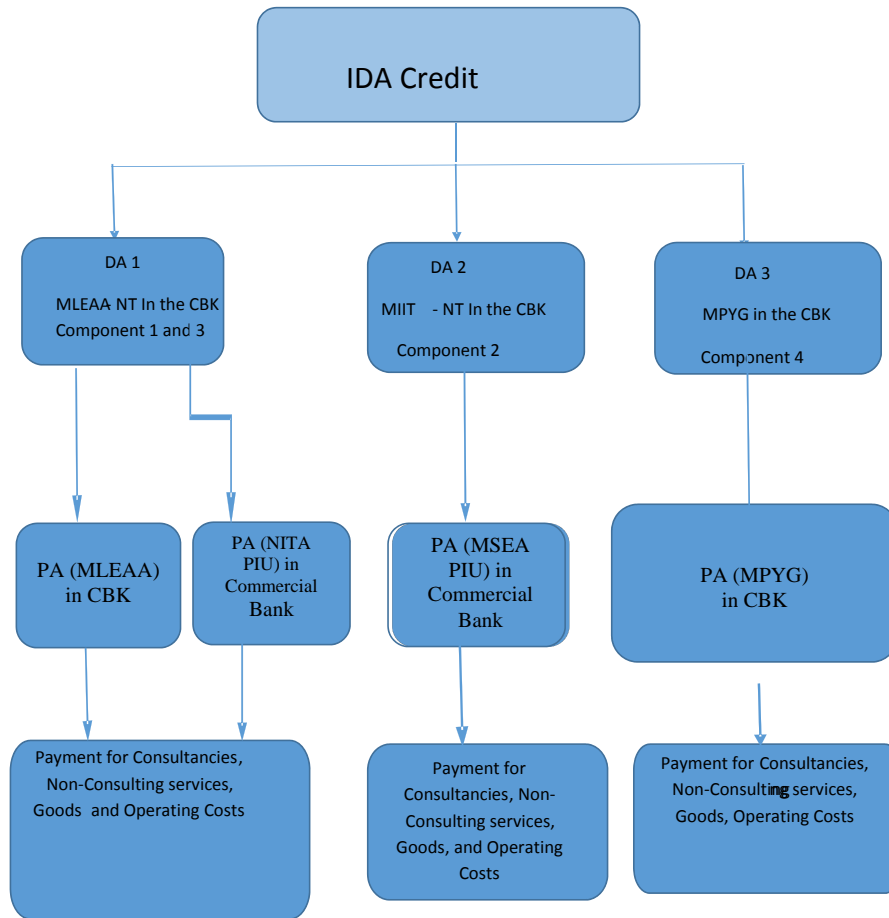 IDA Credit
DA 1
MLEAA- NT In the CBK
Component 1 and 3
DA 2
MIIT - NT In the CBK
Component 2
DA 3
MPYG in the CBK
Component 4
PA (MLEAA)
in CBK
PA (NITA
PIU) in
Commercial
Bank
PA (MSEA
PIU) in
Commercial
Bank
PA (MPYG)
in CBK
Payment for Consultancies,
Non-Consulting services,
Goods and Operating Costs
Payment for
Consultancies, Non-
Consulting services,
Goods, and Operating
Costs
Payment for Consultancies,
Non-Consulting services,
Goods, Operating Costs